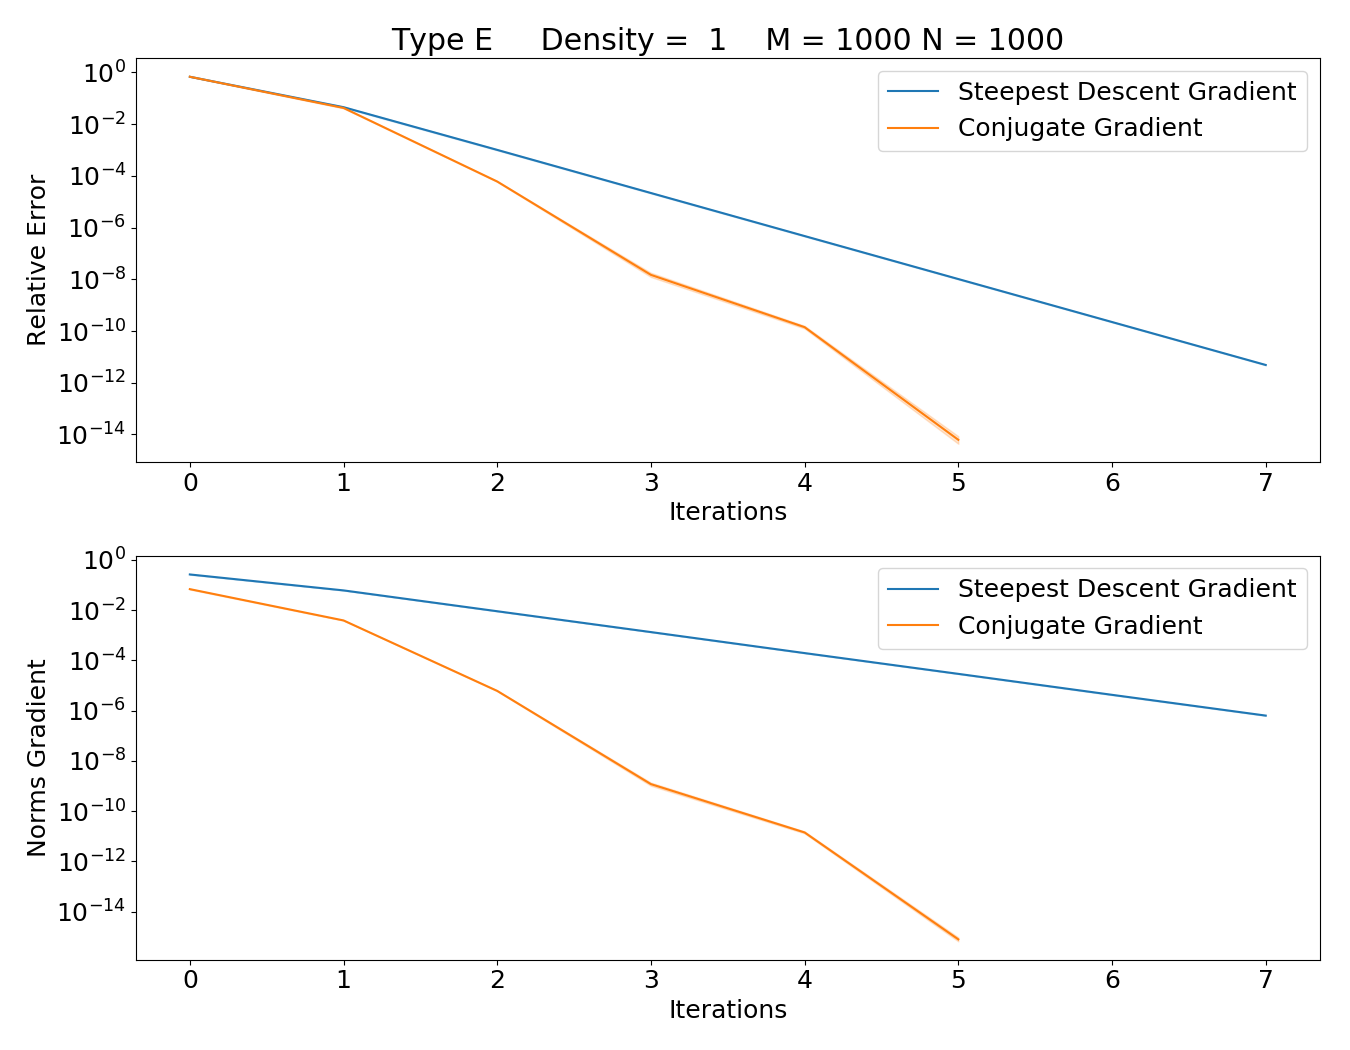 Type E Density = 1 M = 1000 N = 1000
Relative Error
10^0
10^−2
10^−4
10^−6
10^−8
10^−10
10^−12
10^−14
Steepest Descent Gradient
Conjugate Gradient
0 1 2 3 4 5 6 7
Iterations
Norms Gradient
10^0
10^−2
10^−4
10^−6
10^−8
10^−10
10^−12
10^−14
Steepest Descent Gradient
Conjugate Gradient
0 1 2 3 4 5 6 7
Iterations